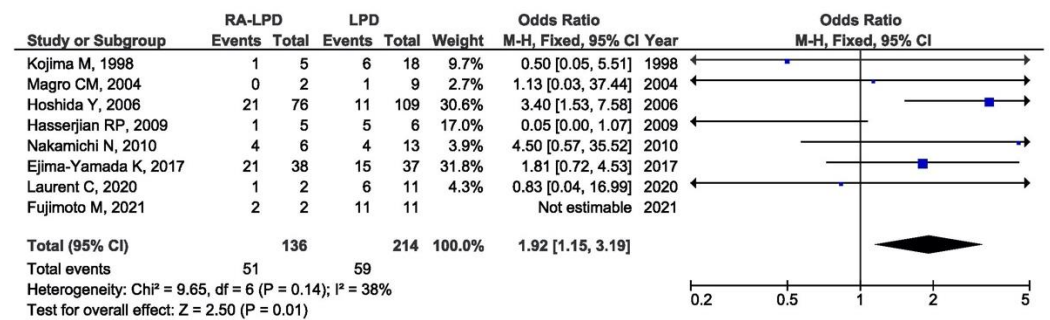 RA-LPD LPD Odds Ratio Odds Ratio
Study or Subgroup Events Total Events Total Weight M-H, Fixed, 95% CI Year M-H, Fixed, 95% CI
Kojima M, 1998 1 5 6 18 9.7% 0.50 [0.05, 5.51] 1998
Magro CM, 2004 0 2 1 9 2.7% 1.13 [0.03, 37.44] 2004
Hoshida Y, 2006 21 76 11 109 30.6% 3.40 [1.53, 7.58] 2006
Hasserjian RP, 2009 1 5 5 6 17.0% 0.05 [0.00, 1.07] 2009
Nakamichi N, 2010 4 6 4 13 3.9% 4.50 [0.57, 35.52] 2010
Ejima-Yamada K, 2017 21 38 15 37 31.8% 1.81 [0.72, 4.53] 2017
Laurent C, 2020 1 2 6 11 4.3% 0.83 [0.04, 16.99] 2020
Fujimoto M, 2021 2 2 11 11 Not estimable 2021
Total (95% CI) 136 214 100.0% 1.92 [1.15, 3.19]
Total events 51 59
Heterogeneity: Chi² = 9.65, df = 6 (P = 0.14); I² = 38%
Test for overall effect: Z = 2.50 (P = 0.01)
0.2 0.5 1 2 5